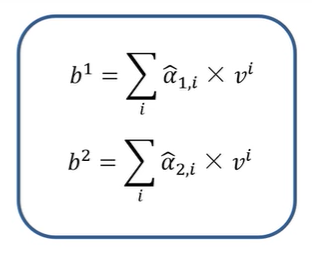 b¹ = ∑ᵢ α̂₁,ᵢ × vⁱ
b² = ∑ᵢ α̂₂,ᵢ × vⁱ